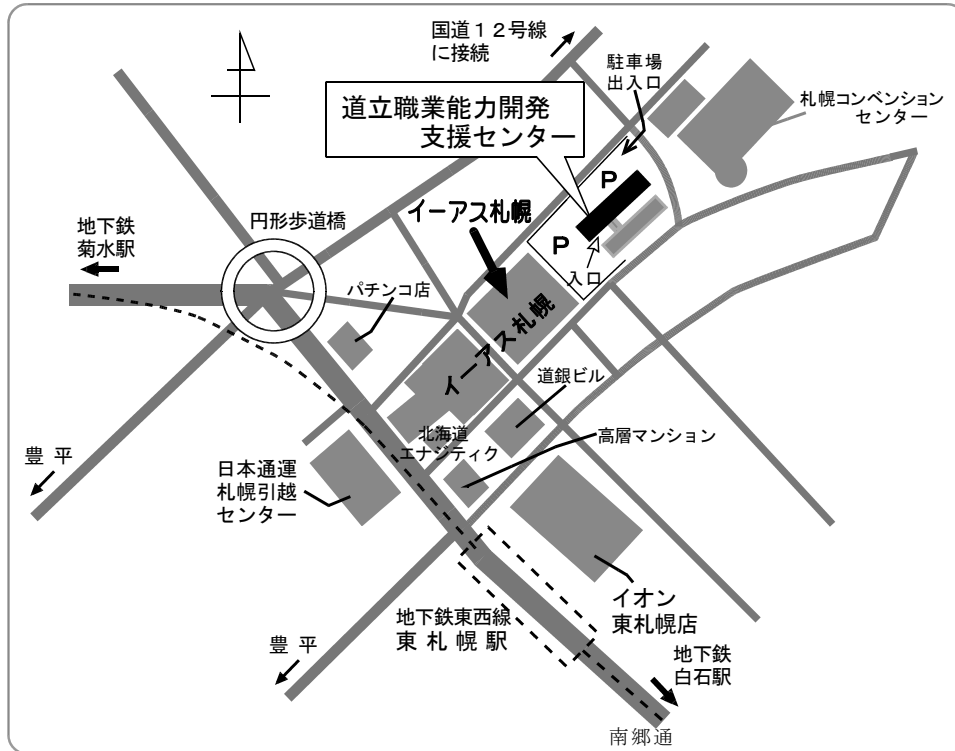 国道１２号線
に接続
駐車場
出入口
道立職業能力開発
支援センター
札幌コンベンション
センター
P
イーアス札幌
円形歩道橋
地下鉄
菊水駅
P
入口
パチンコ店
イーアス札幌
道銀ビル
北海道
エナジティク
高層マンション
豊 平
日本通運
札幌引越
センター
イオン
東札幌店
地下鉄東西線
東 札 幌 駅
豊 平
地下鉄
白石駅
南郷通